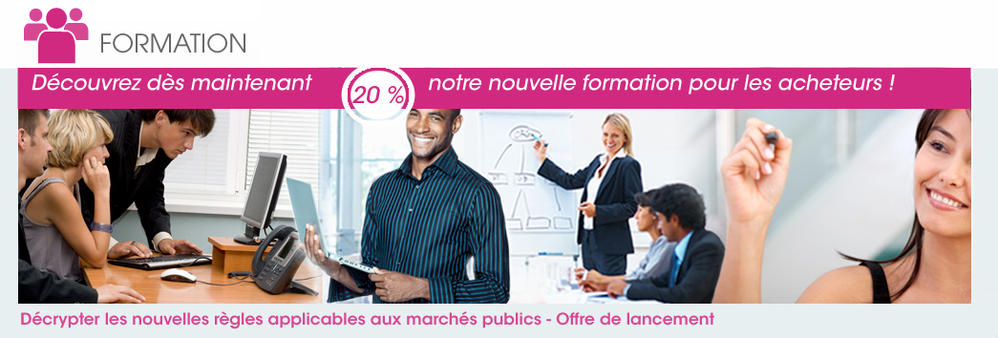 FORMATION
Découvrez dès maintenant 20 % notre nouvelle formation pour les acheteurs !
Décrypter les nouvelles règles applicables aux marchés publics - Offre de lancement